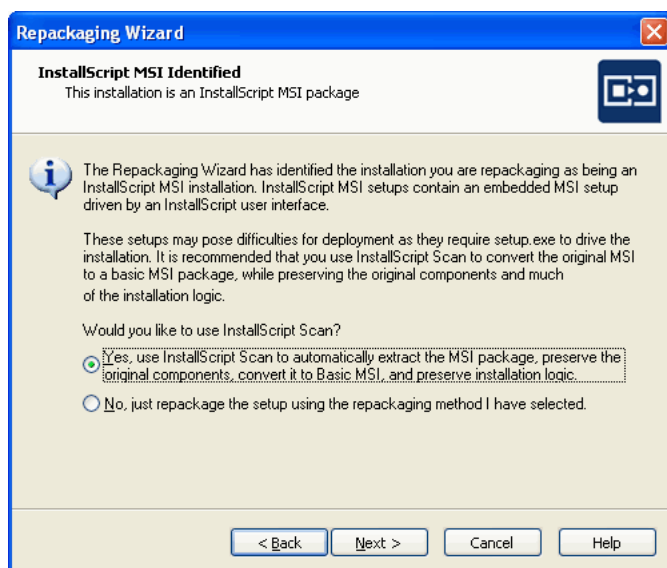 Repackaging Wizard
InstallScript MSI Identified
This installation is an InstallScript MSI package
The Repackaging Wizard has identified the installation you are repackaging as being an
InstallScript MSI installation. InstallScript MSI setups contain an embedded MSI setup
driven by an InstallScript user interface.
These setups may pose difficulties for deployment as they require setup.exe to drive the
installation. It is recommended that you use InstallScript Scan to convert the original MSI
to a basic MSI package, while preserving the original components and much
of the installation logic.
Would you like to use InstallScript Scan?
Yes, use InstallScript Scan to automatically extract the MSI package, preserve the
original components, convert it to Basic MSI, and preserve installation logic.
No, just repackage the setup using the repackaging method I have selected.
< Back Next > Cancel Help